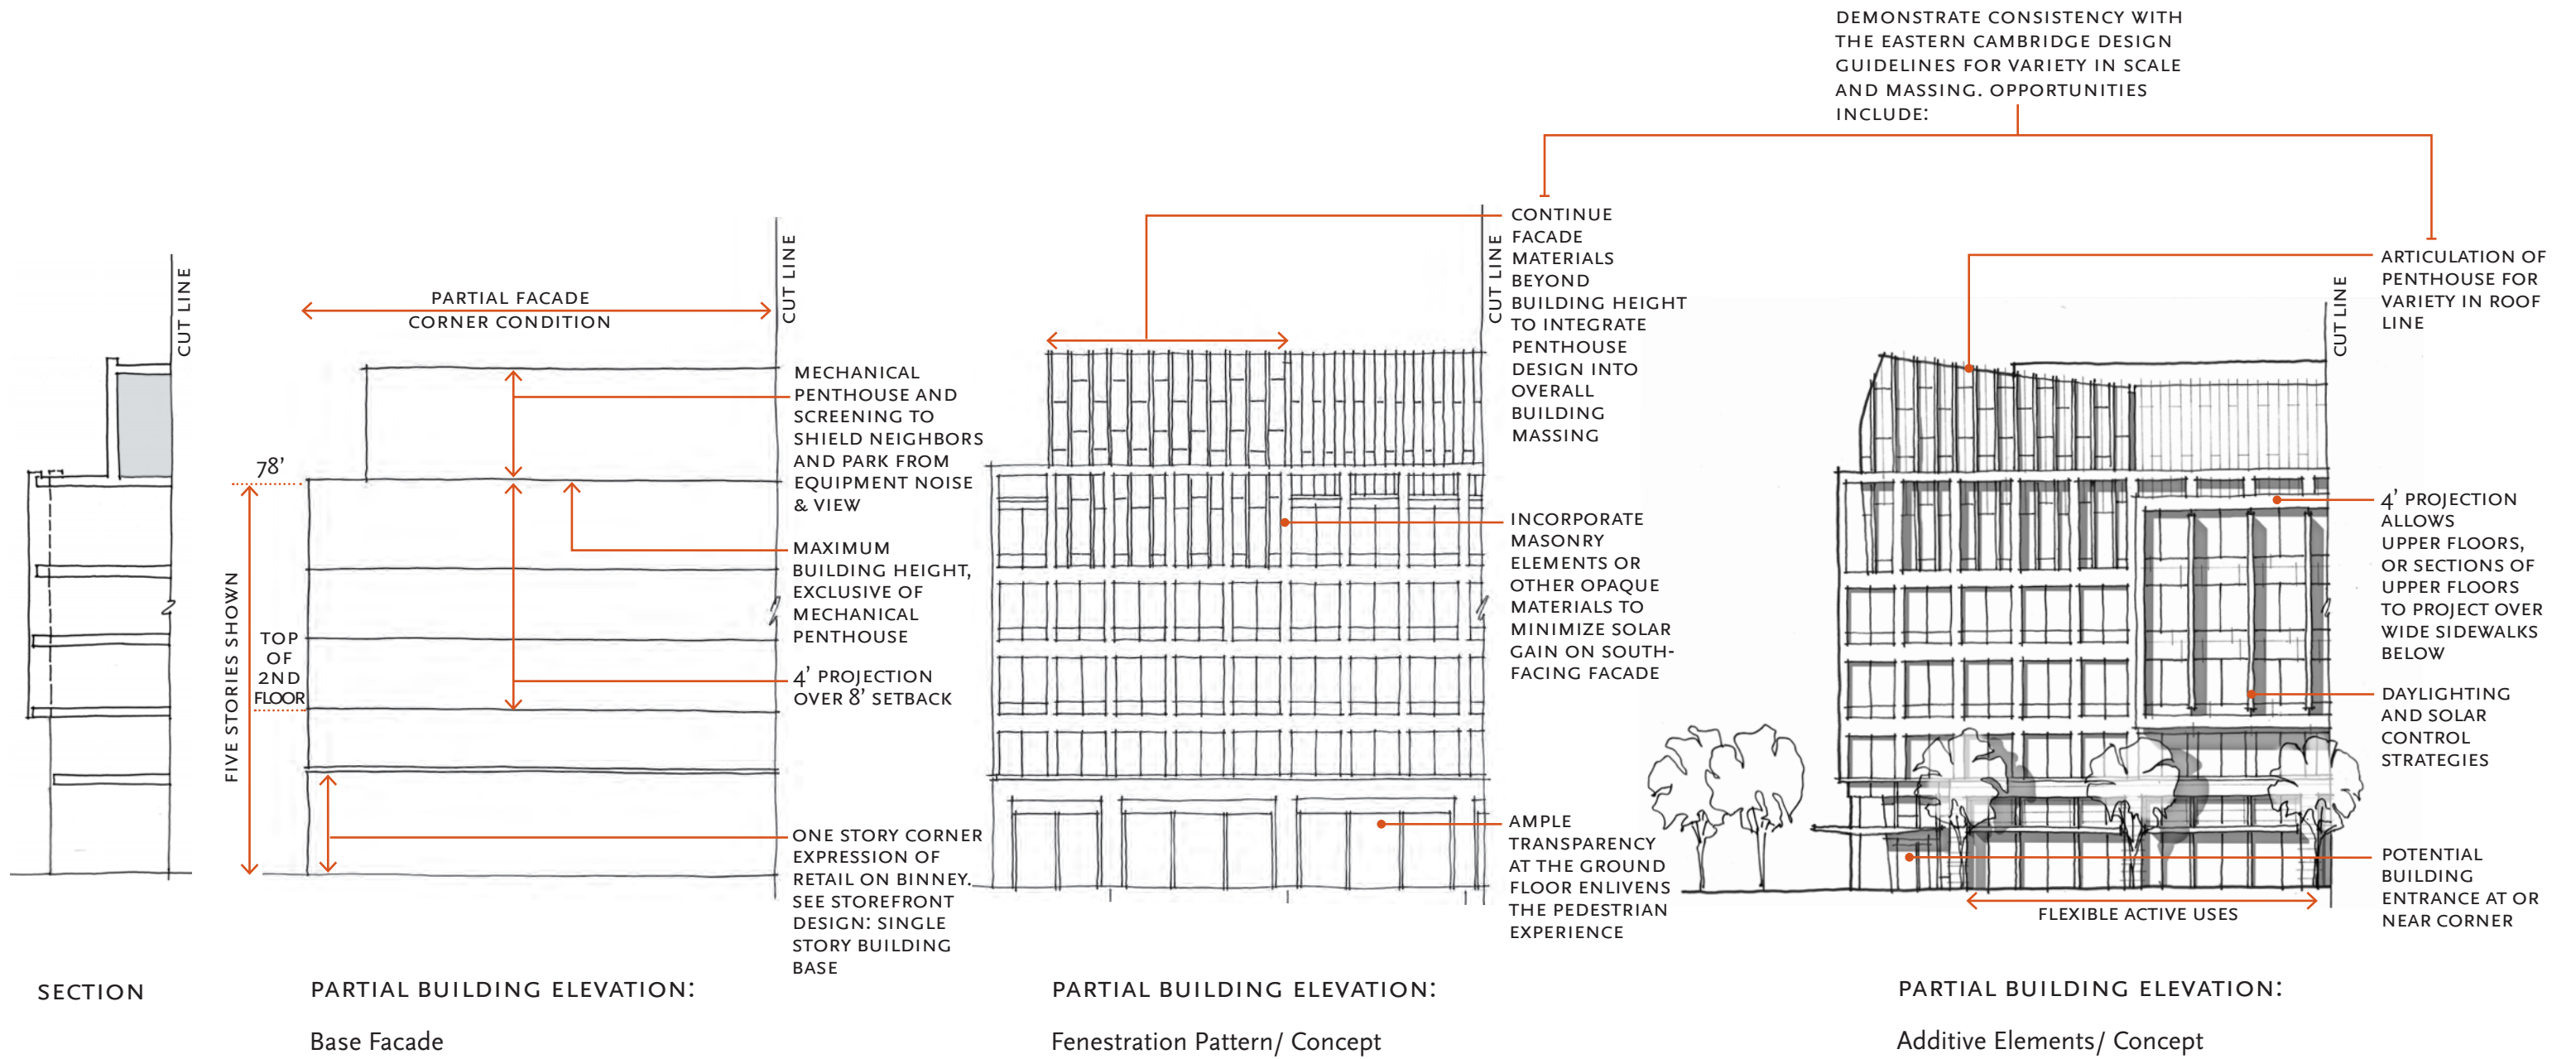 DEMONSTRATE CONSISTENCY WITH
THE EASTERN CAMBRIDGE DESIGN
GUIDELINES FOR VARIETY IN SCALE
AND MASSING. OPPORTUNITIES
INCLUDE:
CUT LINE
78'
FIVE STORIES SHOWN
TOP
OF
2ND
FLOOR
PARTIAL FACADE
CORNER CONDITION
CUT LINE
MECHANICAL
PENTHOUSE AND
SCREENING TO
SHIELD NEIGHBORS
AND PARK FROM
EQUIPMENT NOISE
& VIEW
MAXIMUM
BUILDING HEIGHT,
EXCLUSIVE OF
MECHANICAL
PENTHOUSE
4' PROJECTION
OVER 8' SETBACK
ONE STORY CORNER
EXPRESSION OF
RETAIL ON BINNEY.
SEE STOREFRONT
DESIGN: SINGLE
STORY BUILDING
BASE
CUT LINE
CONTINUE
FACADE
MATERIALS
BEYOND
BUILDING HEIGHT
TO INTEGRATE
PENTHOUSE
DESIGN INTO
OVERALL
BUILDING
MASSING
INCORPORATE
MASONRY
ELEMENTS OR
OTHER OPAQUE
MATERIALS TO
MINIMIZE SOLAR
GAIN ON SOUTH-
FACING FACADE
AMPLE
TRANSPARENCY
AT THE GROUND
FLOOR ENLIVENS
THE PEDESTRIAN
EXPERIENCE
CUT LINE
ARTICULATION OF
PENTHOUSE FOR
VARIETY IN ROOF
LINE
4' PROJECTION
ALLOWS
UPPER FLOORS,
OR SECTIONS OF
UPPER FLOORS
TO PROJECT OVER
WIDE SIDEWALKS
BELOW
DAYLIGHTING
AND SOLAR
CONTROL
STRATEGIES
POTENTIAL
BUILDING
ENTRANCE AT OR
NEAR CORNER
FLEXIBLE ACTIVE USES
SECTION
PARTIAL BUILDING ELEVATION:
Base Facade
PARTIAL BUILDING ELEVATION:
Fenestration Pattern/ Concept
PARTIAL BUILDING ELEVATION:
Additive Elements/ Concept